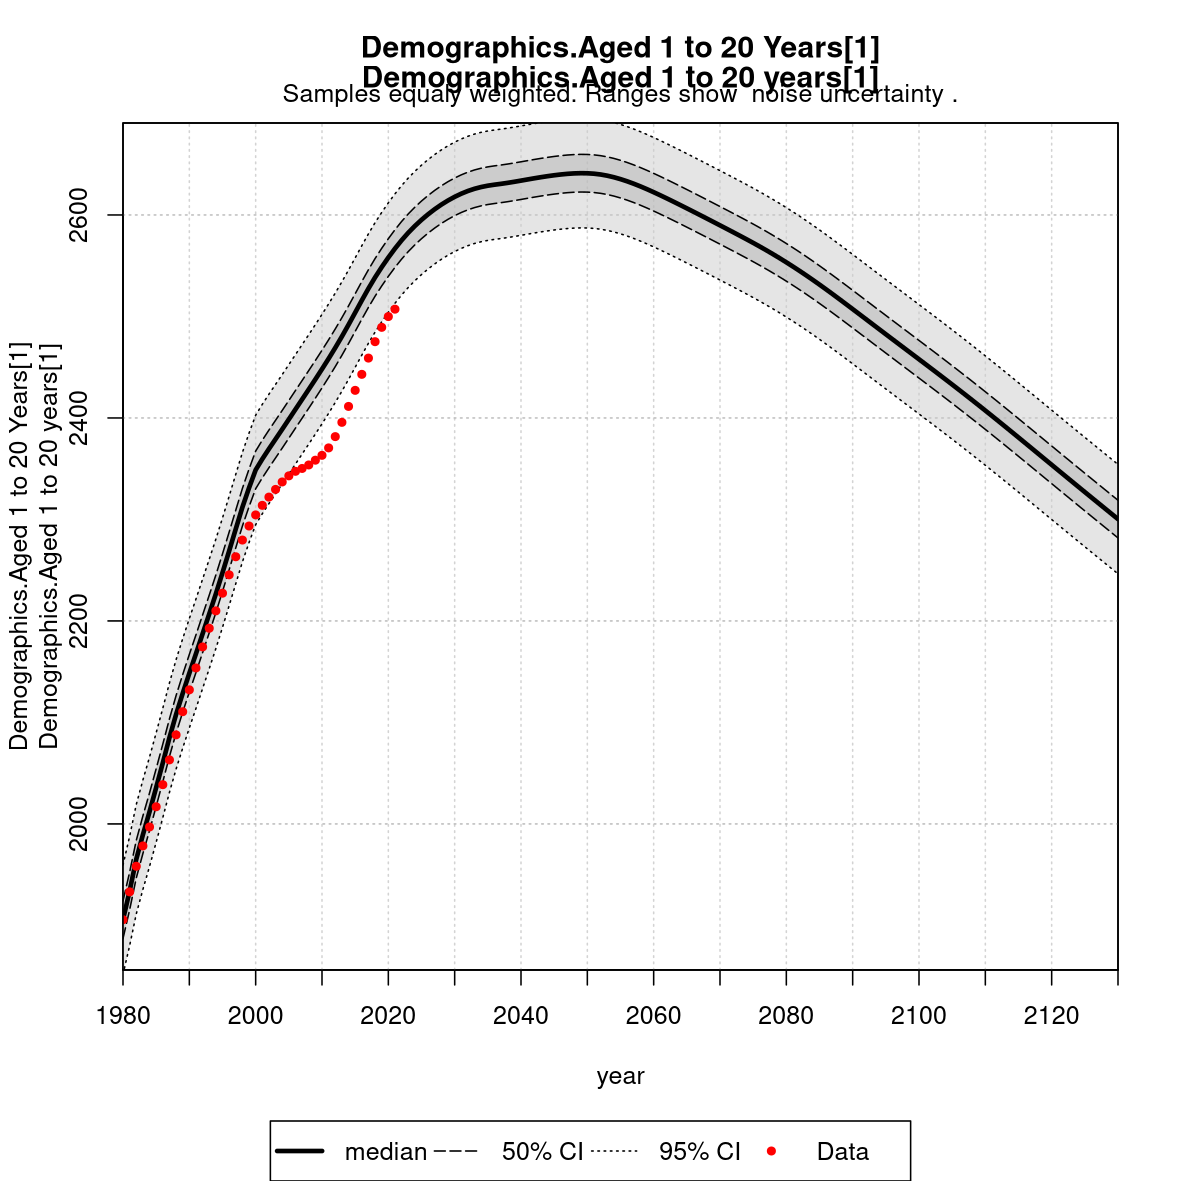 Demographics.Aged 1 to 20 Years[1]
Demographics.Aged 1 to 20 years[1]
Samples equaly weighted. Ranges show  noise uncertainty .
Demographics.Aged 1 to 20 Years[1]
Demographics.Aged 1 to 20 years[1]
2600
2400
2200
2000
1980 2000 2020 2040 2060 2080 2100 2120
year
median 50% CI 95% CI Data